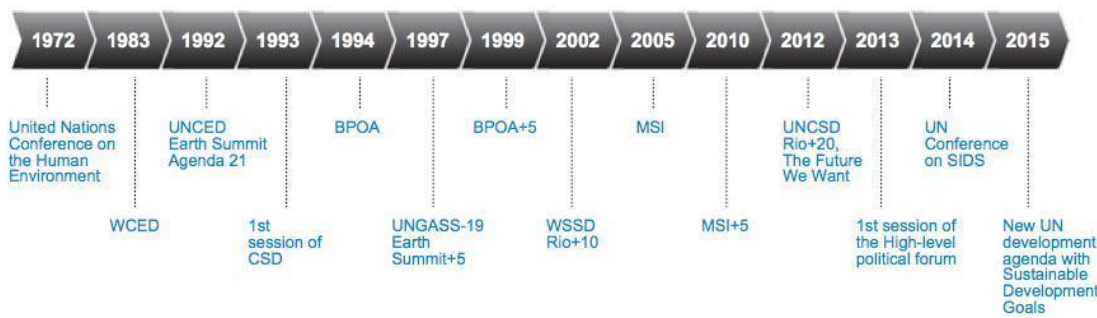 1972 1983 1992 1993 1994 1997 1999 2002 2005 2010 2012 2013 2014 2015
United Nations
Conference on
the Human
Environment
WCED
UNCED
Earth Summit
Agenda 21
1st
session of
CSD
BPOA
UNGASS-19
Earth
Summit+5
BPOA+5
WSSD
Rio+10
MSI
MSI+5
UNCSD
Rio+20,
The Future
We Want
1st session of
the High-level
political forum
UN
Conference
on SIDS
New UN
development
agenda with
Sustainable
Development
Goals